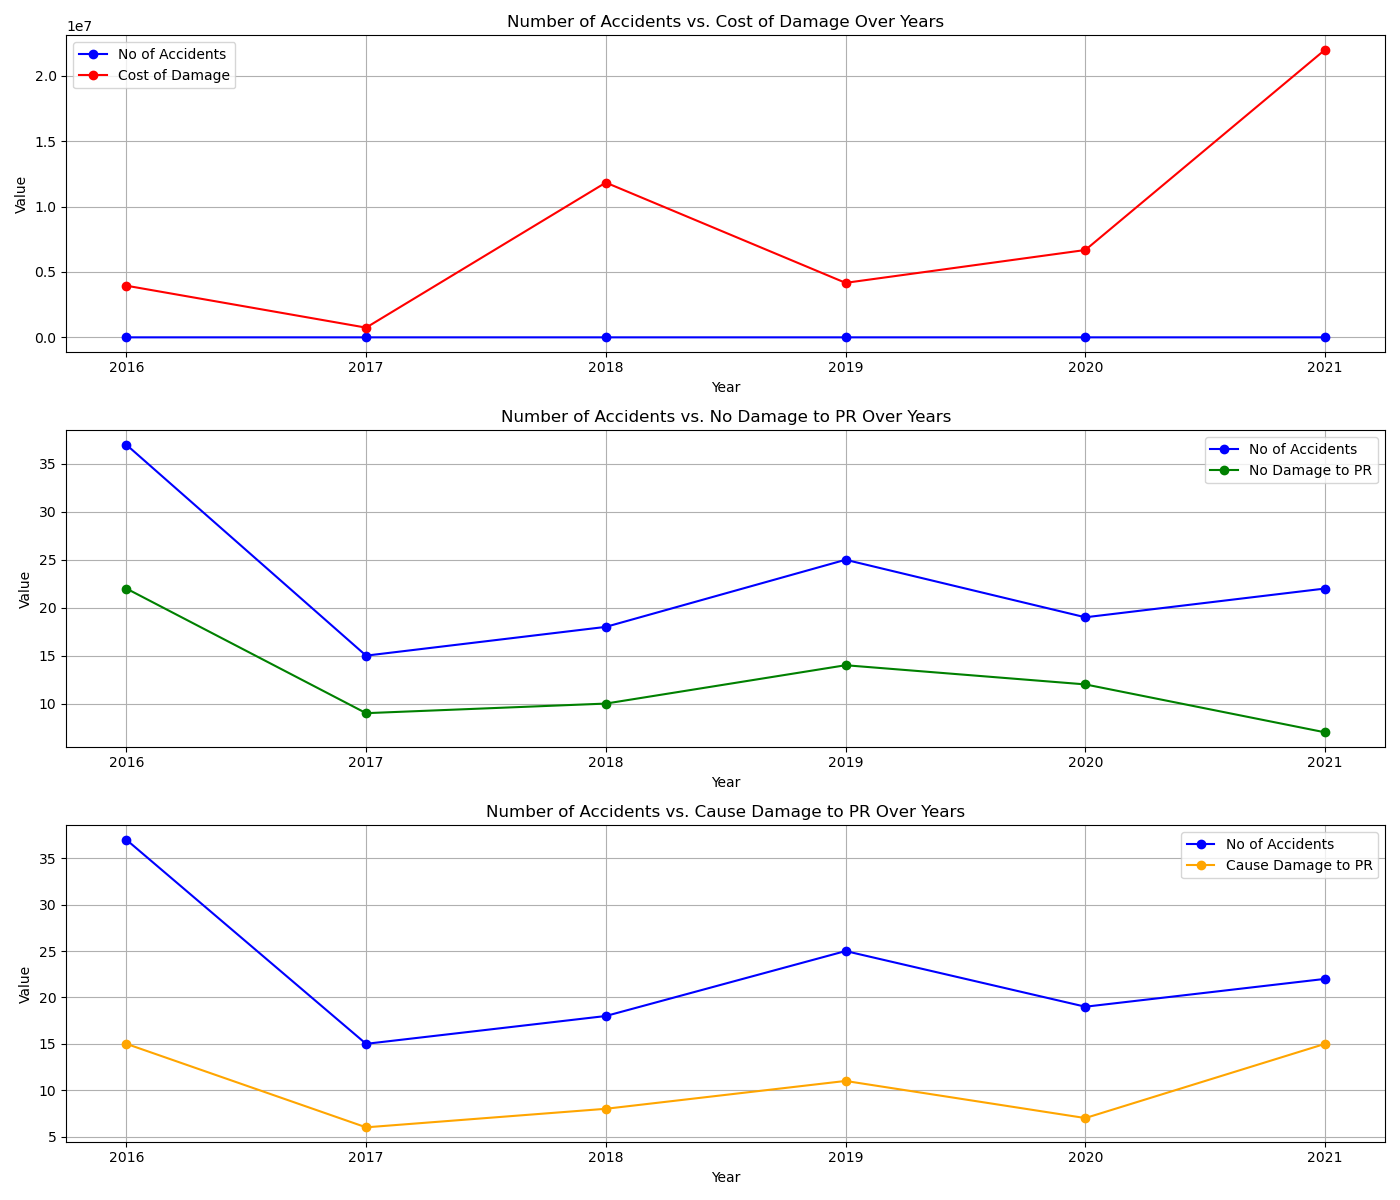 Number of Accidents vs. Cost of Damage Over Years
1e7
No of Accidents
Cost of Damage
2.0
1.5
1.0
0.5
0.0
Value
2016 2017 2018 2019 2020 2021
Year
Number of Accidents vs. No Damage to PR Over Years
No of Accidents
No Damage to PR
35
30
25
20
15
10
Value
2016 2017 2018 2019 2020 2021
Year
Number of Accidents vs. Cause Damage to PR Over Years
No of Accidents
Cause Damage to PR
35
30
25
20
15
10
5
Value
2016 2017 2018 2019 2020 2021
Year